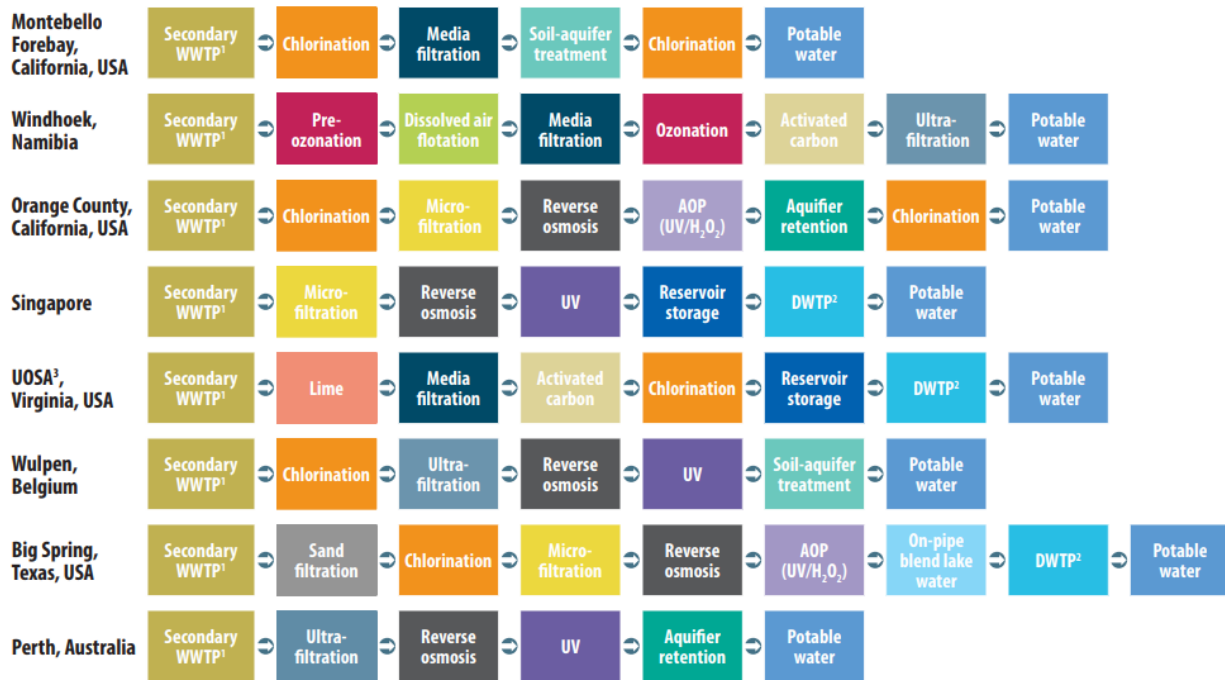 Montebello
Forebay,
California, USA
Secondary
WWTP¹
Chlorination
Media
filtration
Soil-aquifer
treatment
Chlorination
Potable
water
Windhoek,
Namibia
Secondary
WWTP¹
Pre-
ozonation
Dissolved air
flotation
Media
filtration
Ozonation
Activated
carbon
Ultra-
filtration
Potable
water
Orange County,
California, USA
Secondary
WWTP¹
Chlorination
Micro-
filtration
Reverse
osmosis
AOP
(UV/H₂O₂)
Aquifier
retention
Chlorination
Potable
water
Singapore
Secondary
WWTP¹
Micro-
filtration
Reverse
osmosis
UV
Reservoir
storage
DWTP²
Potable
water
UOSA³,
Virginia, USA
Secondary
WWTP¹
Lime
Media
filtration
Activated
carbon
Chlorination
Reservoir
storage
DWTP²
Potable
water
Wulpen,
Belgium
Secondary
WWTP¹
Chlorination
Ultra-
filtration
Reverse
osmosis
UV
Soil-aquifer
treatment
Potable
water
Big Spring,
Texas, USA
Secondary
WWTP¹
Sand
filtration
Chlorination
Micro-
filtration
Reverse
osmosis
AOP
(UV/H₂O₂)
On-pipe
blend lake
water
DWTP²
Potable
water
Perth, Australia
Secondary
WWTP¹
Ultra-
filtration
Reverse
osmosis
UV
Aquifier
retention
Potable
water